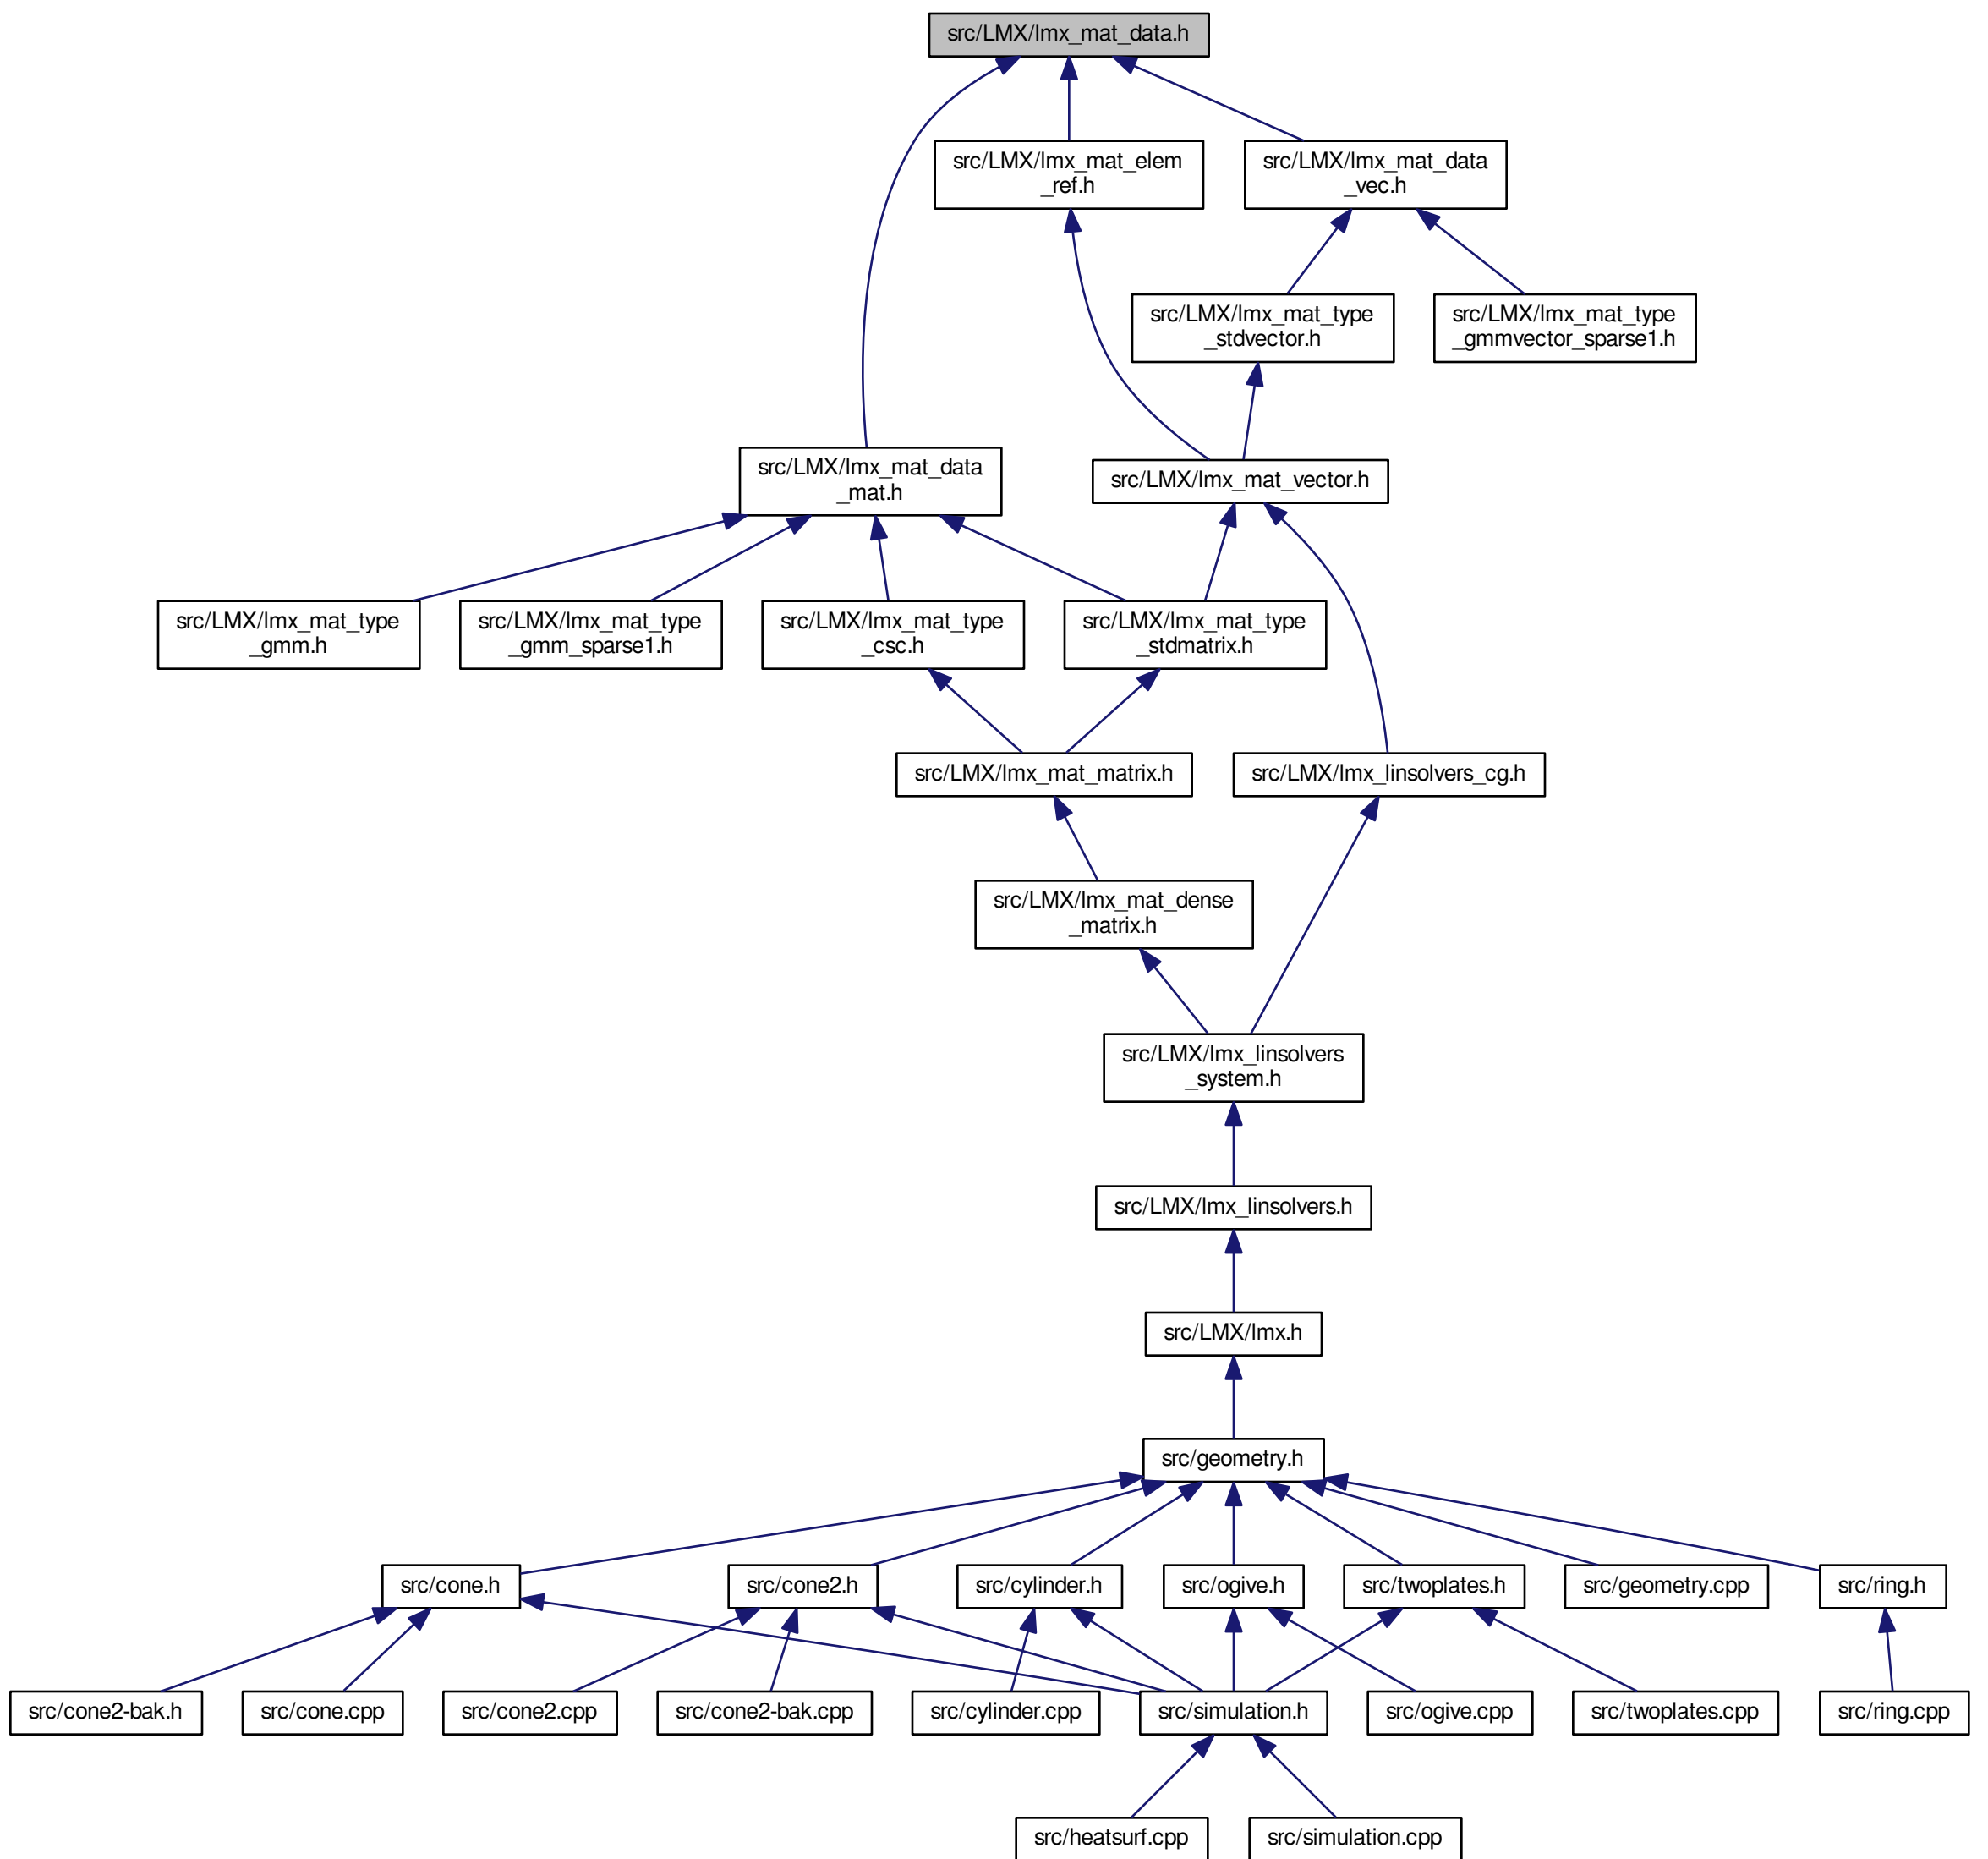 src/LMX/lmx_mat_data.h
src/LMX/lmx_mat_elem
_ref.h
src/LMX/lmx_mat_data
_vec.h
src/LMX/lmx_mat_type
_stdvector.h
src/LMX/lmx_mat_type
_gmmvector_sparse1.h
src/LMX/lmx_mat_data
_mat.h
src/LMX/lmx_mat_vector.h
src/LMX/lmx_mat_type
_gmm.h
src/LMX/lmx_mat_type
_gmm_sparse1.h
src/LMX/lmx_mat_type
_csc.h
src/LMX/lmx_mat_type
_stdmatrix.h
src/LMX/lmx_mat_matrix.h
src/LMX/lmx_linsolvers_cg.h
src/LMX/lmx_mat_dense
_matrix.h
src/LMX/lmx_linsolvers
_system.h
src/LMX/lmx_linsolvers.h
src/LMX/lmx.h
src/geometry.h
src/cone.h
src/cone2.h
src/cylinder.h
src/ogive.h
src/twoplates.h
src/geometry.cpp
src/ring.h
src/cone2-bak.h
src/cone.cpp
src/cone2.cpp
src/cone2-bak.cpp
src/cylinder.cpp
src/simulation.h
src/ogive.cpp
src/twoplates.cpp
src/ring.cpp
src/heatsurf.cpp
src/simulation.cpp